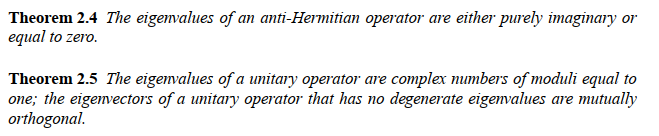 Theorem 2.4 The eigenvalues of an anti-Hermitian operator are either purely imaginary or
equal to zero.
Theorem 2.5 The eigenvalues of a unitary operator are complex numbers of moduli equal to
one; the eigenvectors of a unitary operator that has no degenerate eigenvalues are mutually
orthogonal.